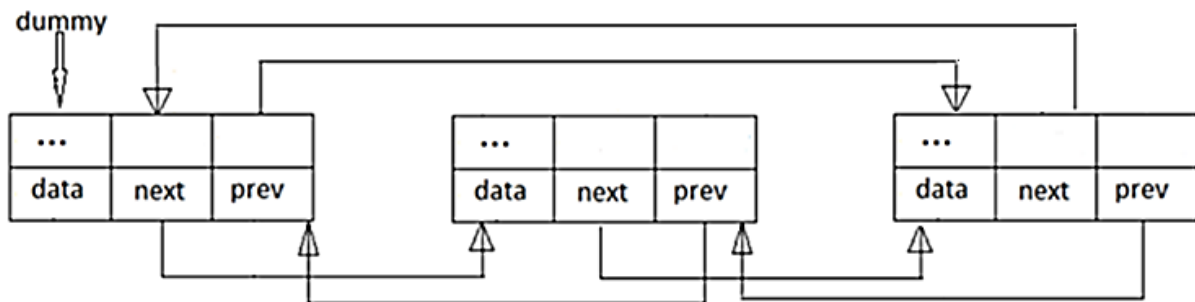 dummy
... ... ...
data next prev data next prev data next prev